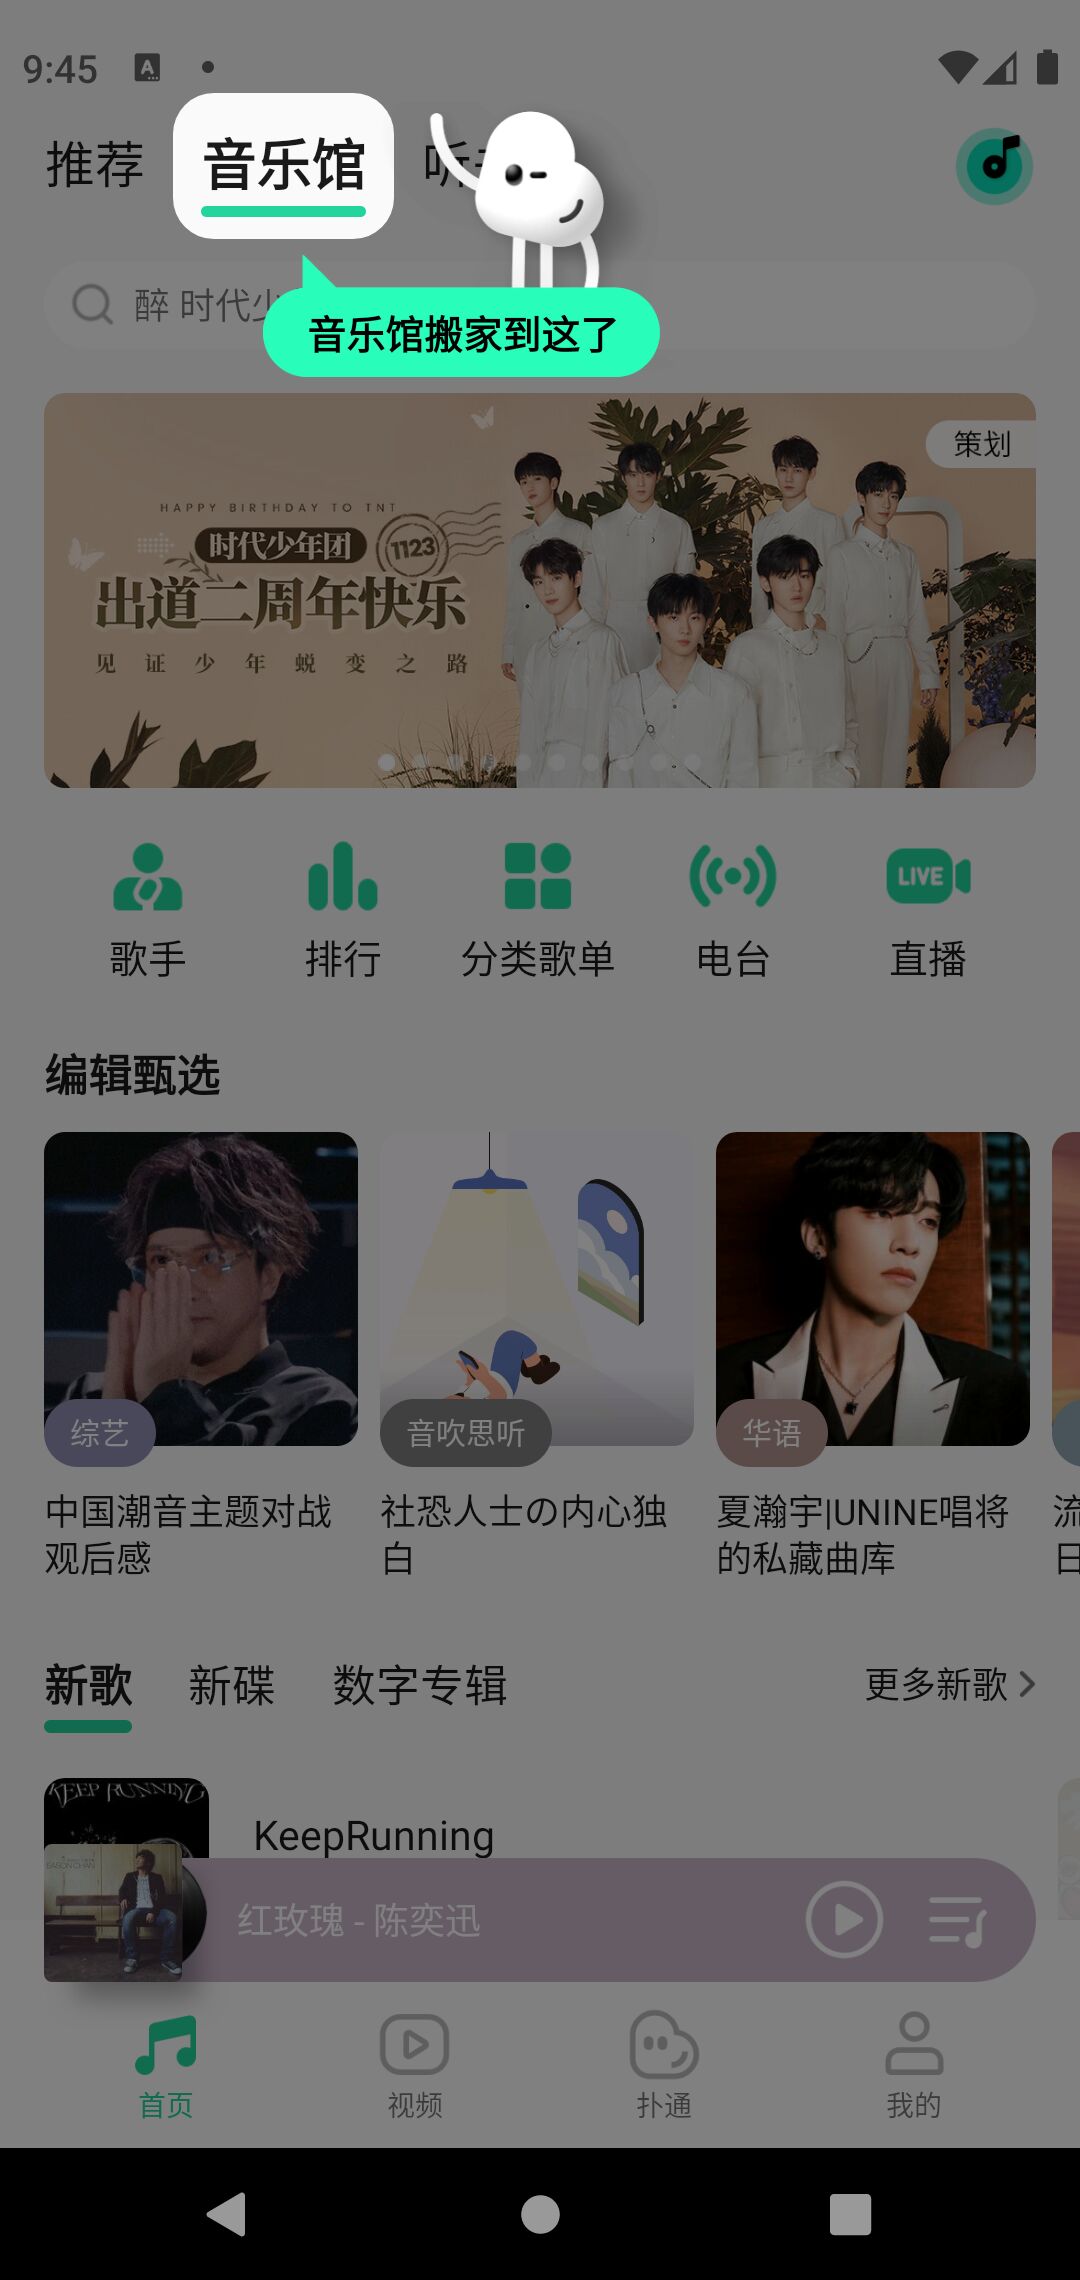 9:45
推荐
音乐馆
醉 时代
音乐馆搬家到这了
策划
HAPPY BIRTHDAY TO TNT
时代少年团
1123
出道二周年快乐
见证少年蜕变之路
LIVE
歌手
排行
分类歌单
电台
直播
编辑甄选
综艺
音吹思听
华语
中国潮音主题对战
观后感
社恐人士の内心独
白
夏瀚宇|UNINE唱将
的私藏曲库
流
日
新歌
新碟
数字专辑
更多新歌
KEEP RUNNING
KeepRunning
红玫瑰 - 陈奕迅
首页
视频
扑通
我的